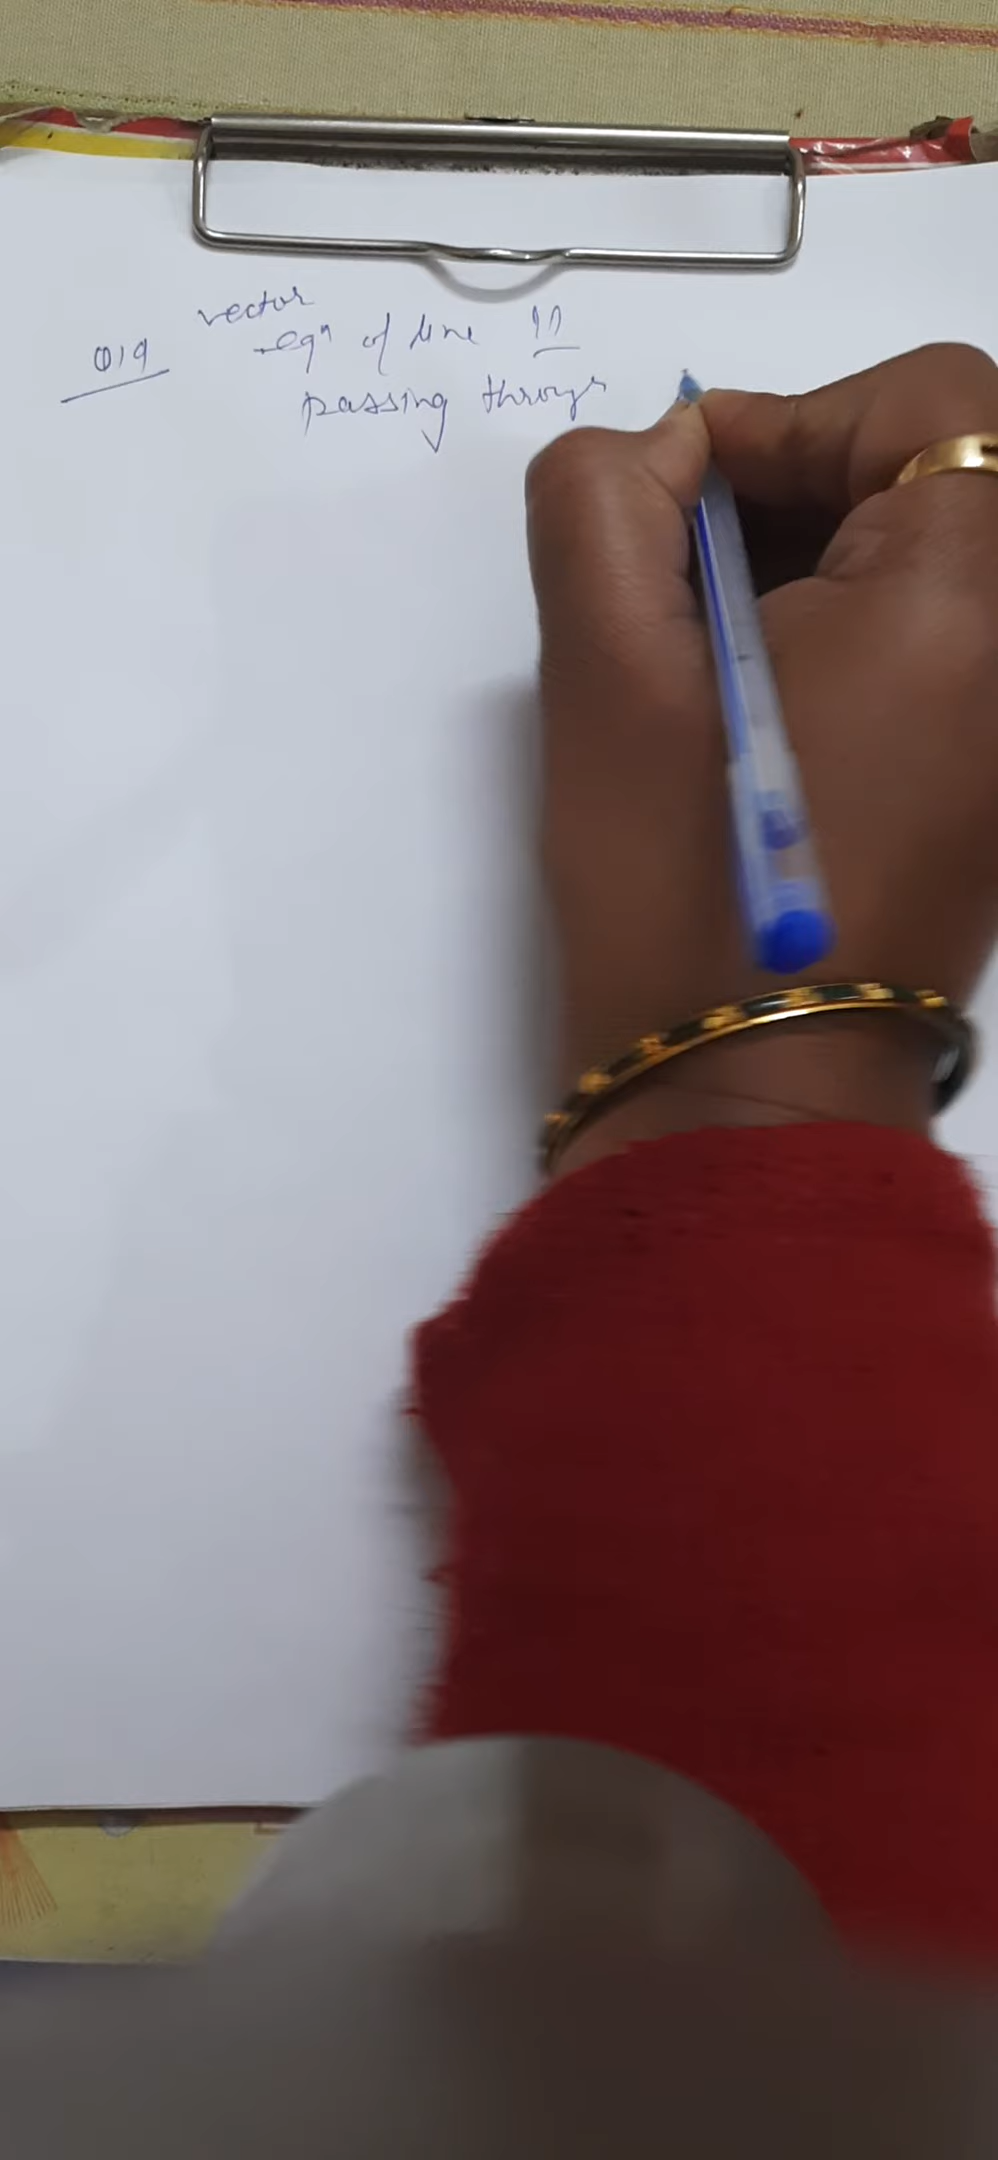 Q19 vector
eqn of line 
passing through